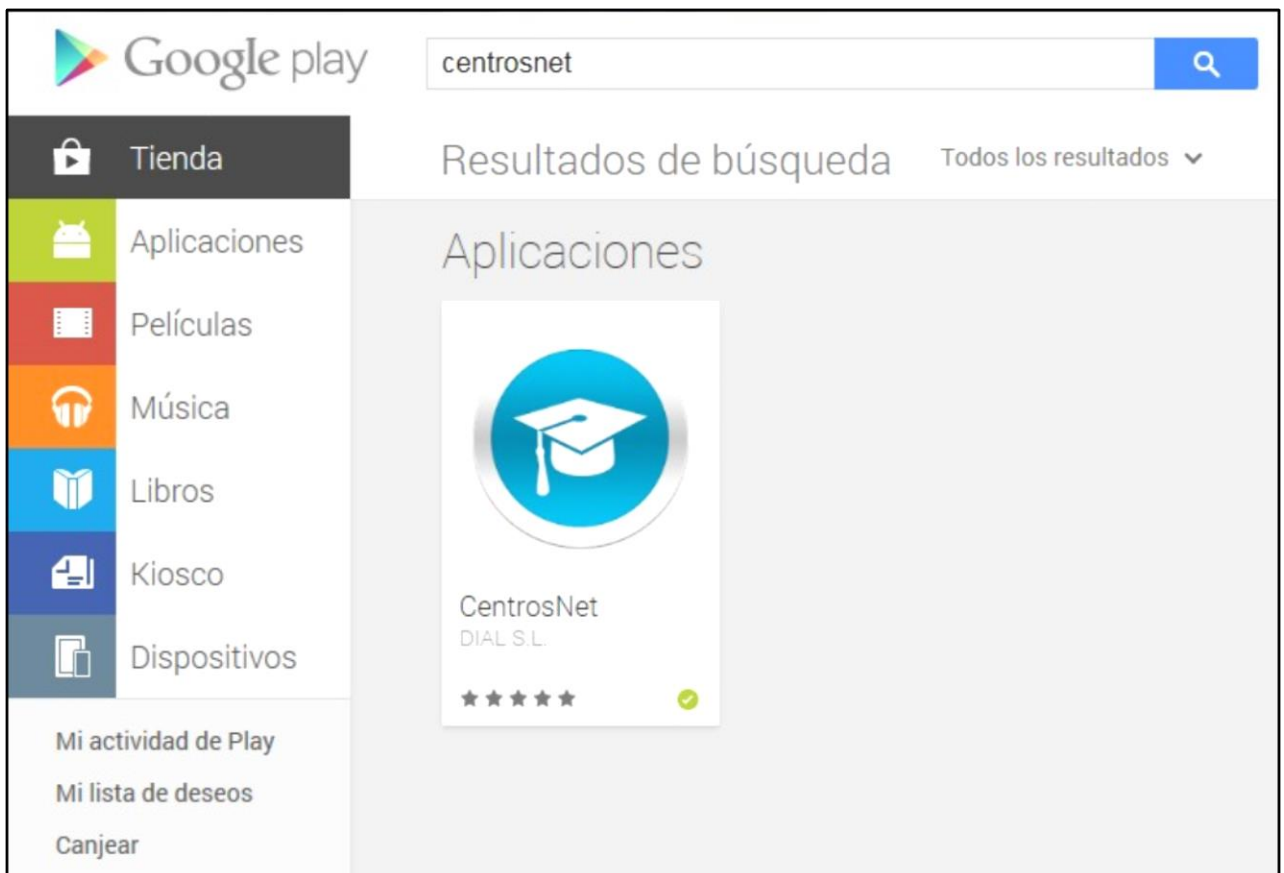 Google play
centrosnet
Tienda
Resultados de búsqueda
Todos los resultados
Aplicaciones
Películas
Música
Libros
Kiosco
Dispositivos
Mi actividad de Play
Mi lista de deseos
Canjear
Aplicaciones
CentrosNet
DIAL S.L.